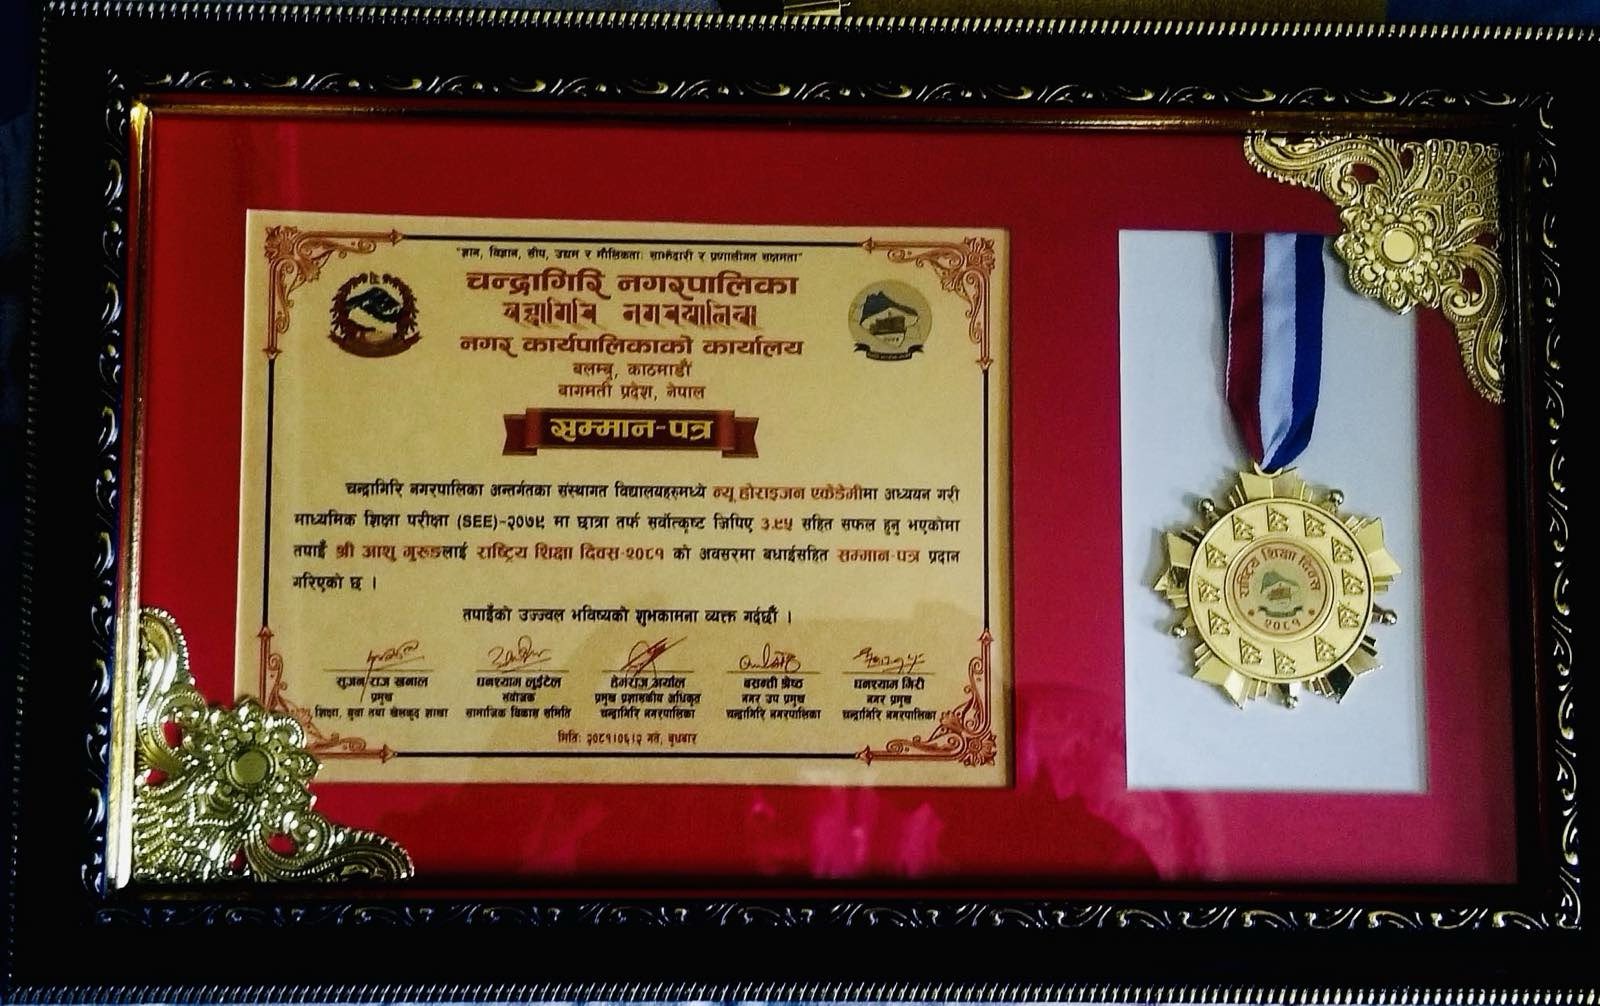 "ज्ञान, विज्ञान, सीप, उद्यम र मौलिकताः साझेदारी र प्रणालीगत सक्षमता"
चन्द्रागिरि नगरपालिका
नगर कार्यपालिकाको कार्यालय
बलम्बु, काठमाडौं
बागमती प्रदेश, नेपाल
सम्मान-पत्र
चन्द्रागिरि नगरपालिका अन्तर्गतका संस्थागत विद्यालयहरुमध्ये न्यू होराइजन एकेडेमीमा अध्ययन गरी
माध्यमिक शिक्षा परीक्षा (SEE)-२०७९ मा छात्रा तर्फ सर्वोत्कृष्ट जिपिए ३.९५ सहित सफल हुनु भएकोमा
तपाईं श्री आशु गुरुङलाई राष्ट्रिय शिक्षा दिवस-२०८१ को अवसरमा बधाईसहित सम्मान-पत्र प्रदान
गरिएको छ ।
तपाईंको उज्ज्वल भविष्यको शुभकामना व्यक्त गर्दछौं ।
सुजन राज खनाल घनश्याम लुईटेल हेमराज अर्याल बसन्ती श्रेष्ठ घनश्याम गिरी
प्रमुख संयोजक प्रमुख प्रशासकीय अधिकृत नगर उप प्रमुख नगर प्रमुख
शिक्षा, युवा तथा खेलकुद शाखा सामाजिक विकास समिति चन्द्रागिरि नगरपालिका चन्द्रागिरि नगरपालिका चन्द्रागिरि नगरपालिका
मितिः २०८१।०६।१२ गते, बुधबार
राष्ट्रिय शिक्षा दिवस
२०८१